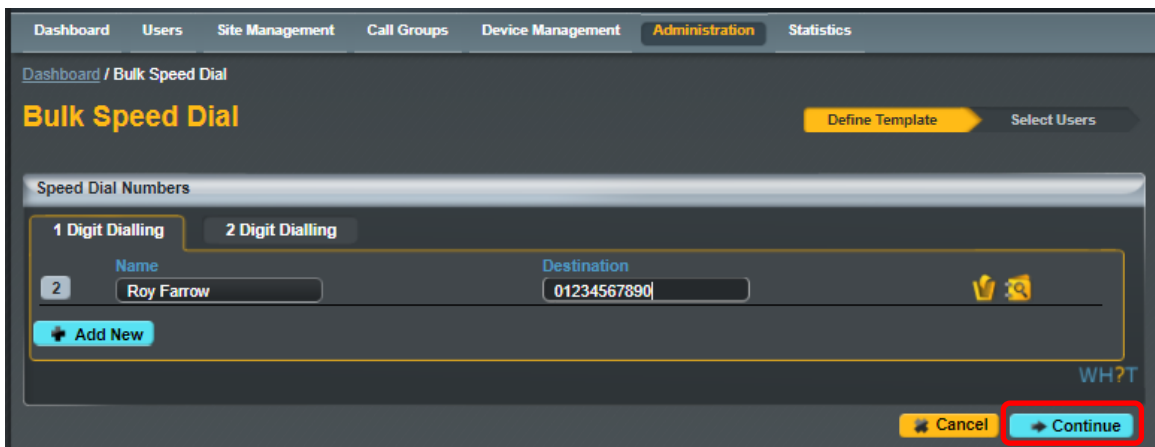 Dashboard Users Site Management Call Groups Device Management Administration Statistics
Dashboard / Bulk Speed Dial
Bulk Speed Dial
Define Template Select Users
Speed Dial Numbers
1 Digit Dialling 2 Digit Dialling
Name Destination
2 Roy Farrow 01234567890
Add New
WH?T
Cancel Continue